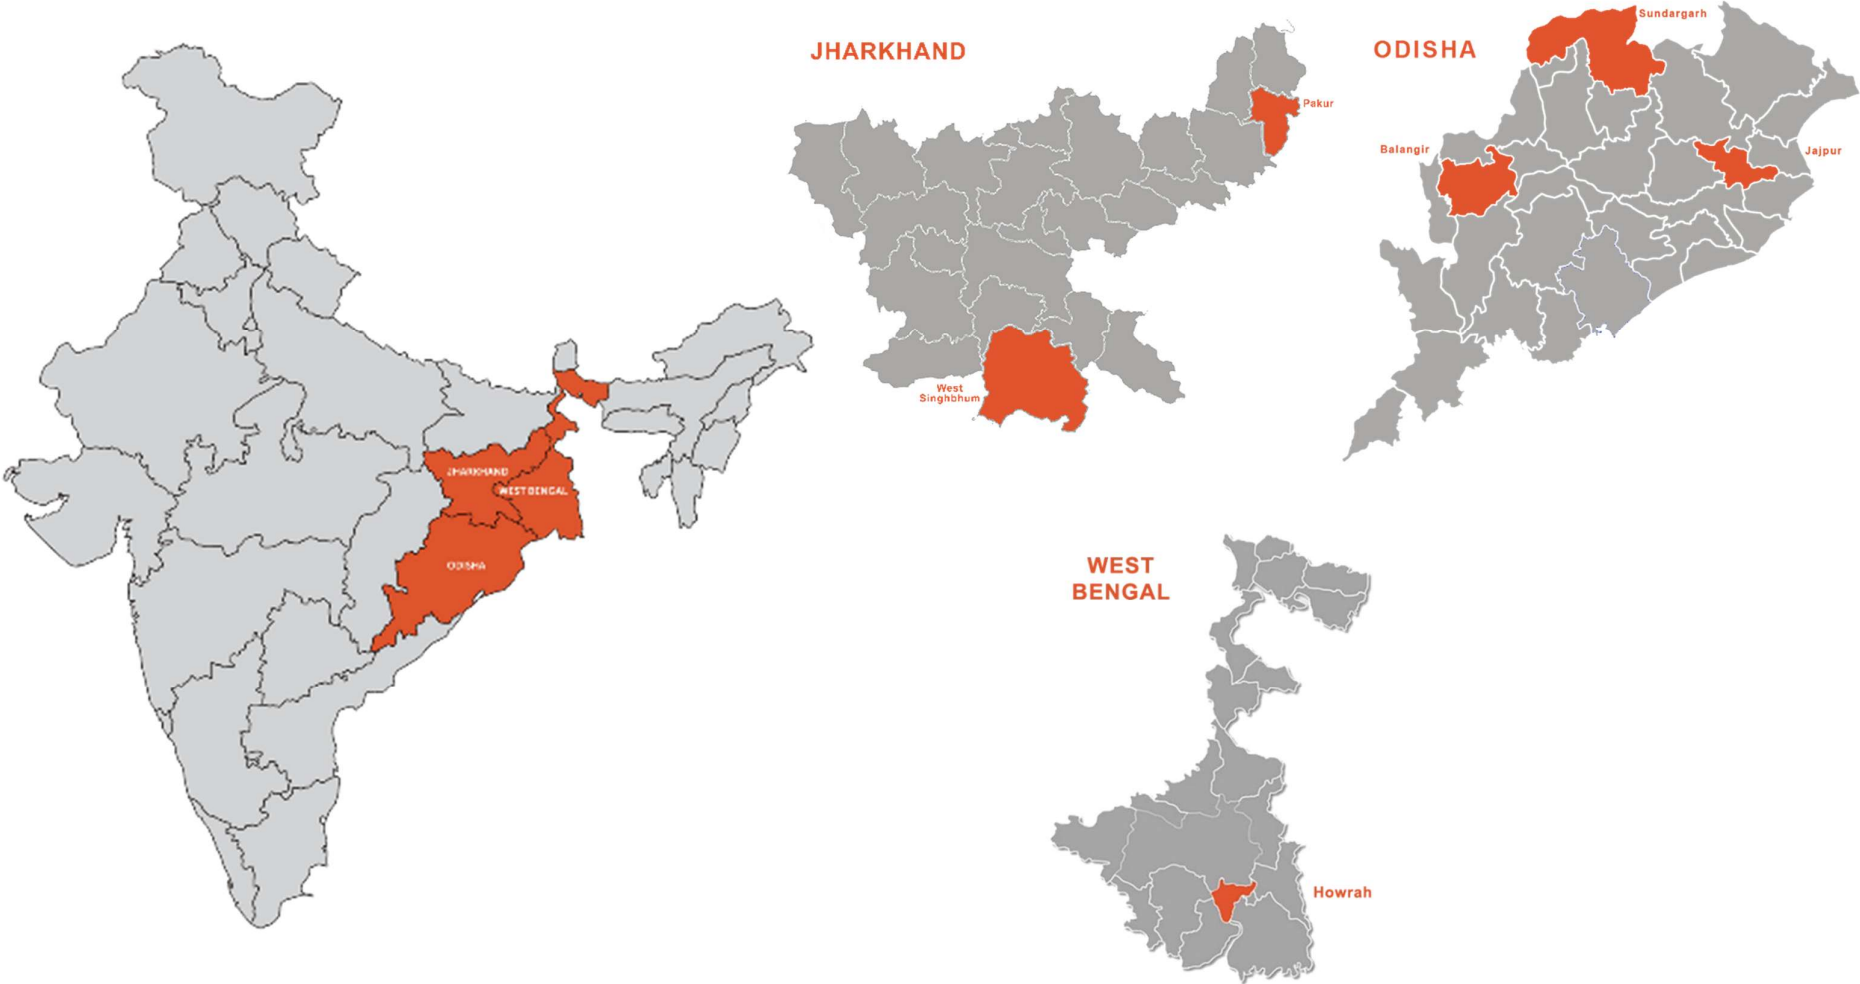 JHARKHAND
WEST BENGAL
ODISHA
JHARKHAND
Pakur
West
Singhbhum
ODISHA
Sundargarh
Balangir
Jajpur
WEST
BENGAL
Howrah